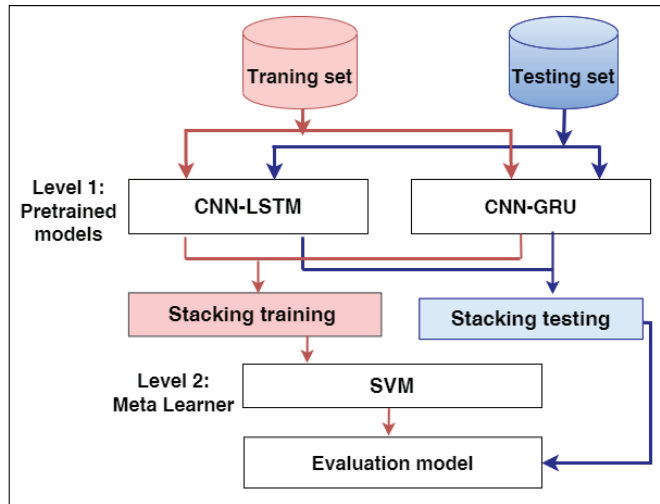 Traning set
Testing set
Level 1:
Pretrained
models
CNN-LSTM
CNN-GRU
Stacking training
Stacking testing
Level 2:
Meta Learner
SVM
Evaluation model